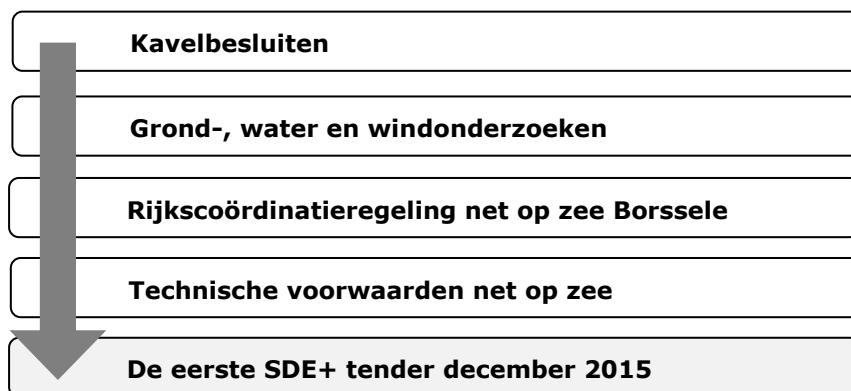 Kavelbesluiten
Grond-, water en windonderzoeken
Rijkscoördinatieregeling net op zee Borssele
Technische voorwaarden net op zee
De eerste SDE+ tender december 2015